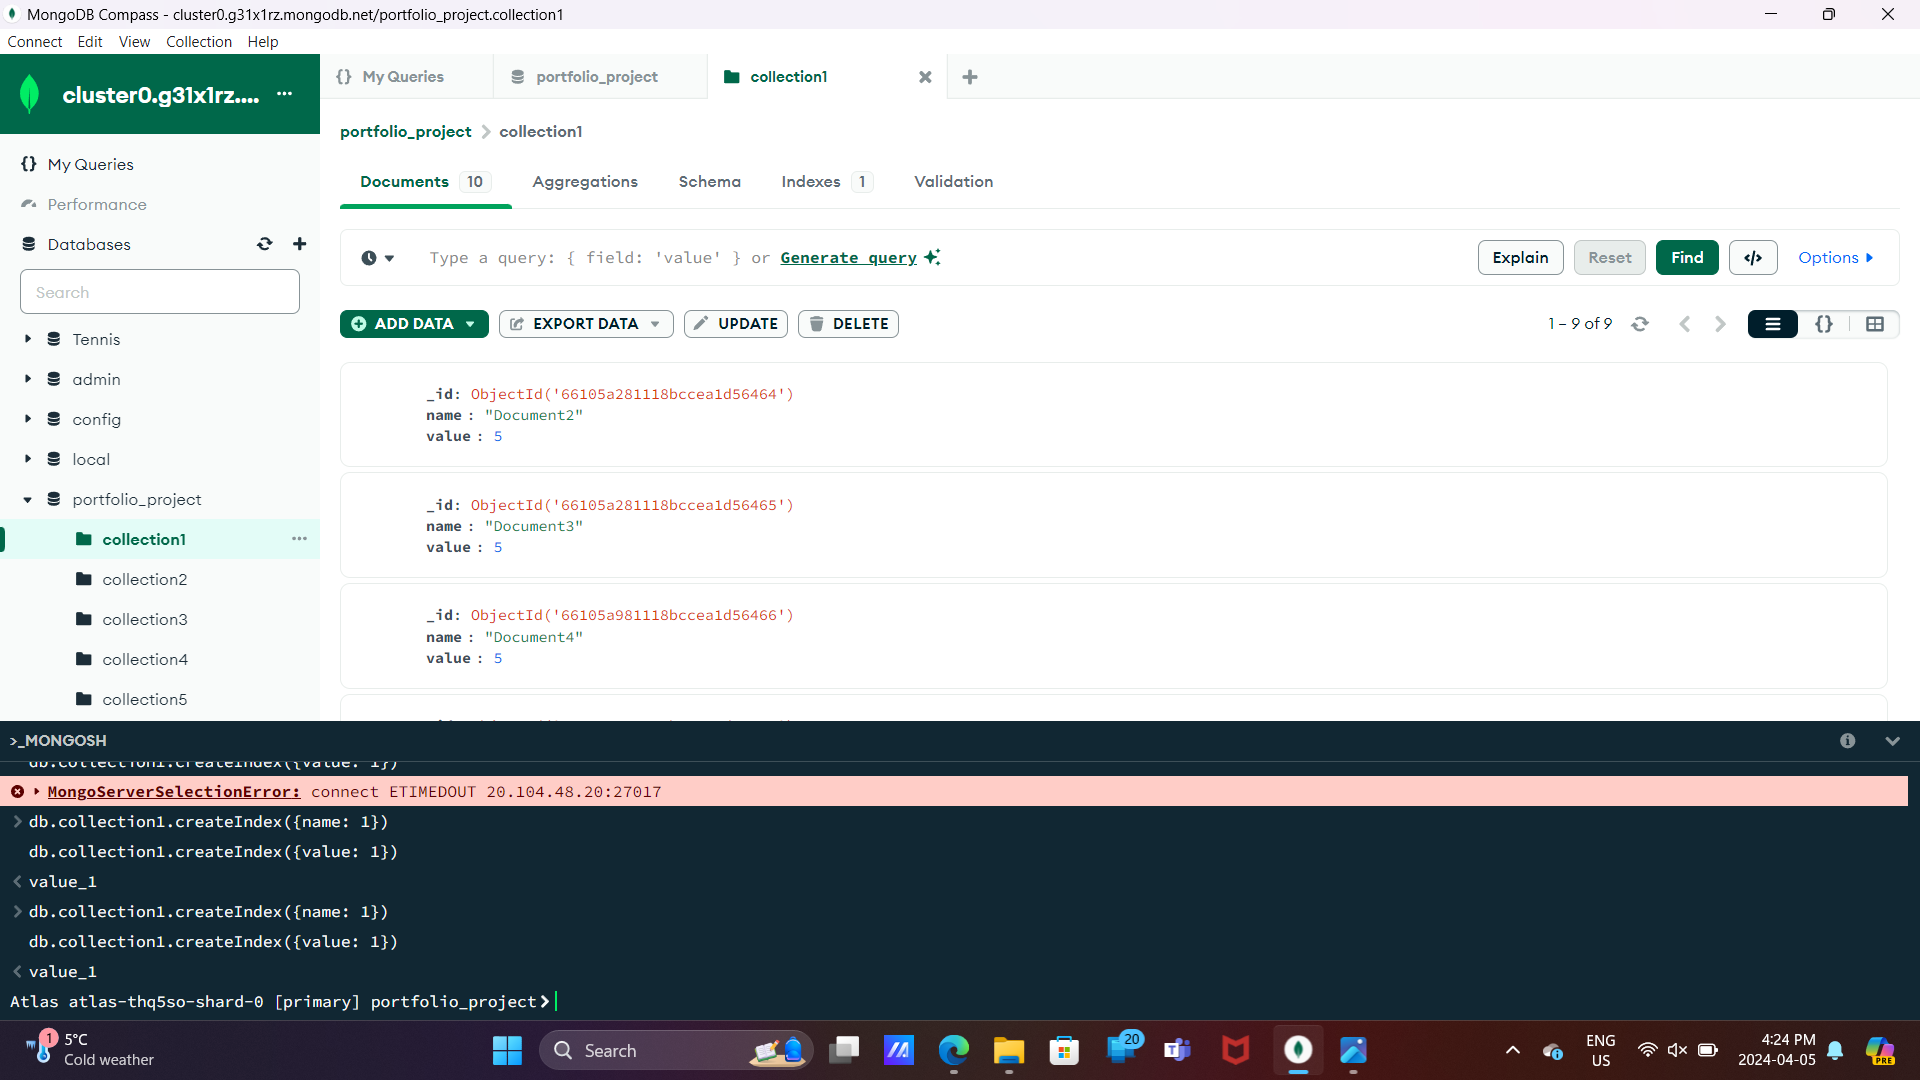 MongoDB Compass - cluster0.g31x1rz.mongodb.net/portfolio_project.collection1
Connect Edit View Collection Help
cluster0.g31x1rz.... ...
My Queries
portfolio_project
collection1
portfolio_project > collection1
My Queries
Performance
Databases
Search
Tennis
admin
config
local
portfolio_project
collection1 ...
collection2
collection3
collection4
collection5
Documents 10 Aggregations Schema Indexes 1 Validation
Type a query: { field: 'value' } or Generate query
Explain Reset Find </> Options
ADD DATA EXPORT DATA UPDATE DELETE
1 – 9 of 9 {}
_id: ObjectId('66105a281118bccea1d56464')
name : "Document2"
value : 5
_id: ObjectId('66105a281118bccea1d56465')
name : "Document3"
value : 5
_id: ObjectId('66105a981118bccea1d56466')
name : "Document4"
value : 5
>_MONGOSH
db.collection1.createIndex({value: 1})
MongoServerSelectionError: connect ETIMEDOUT 20.104.48.20:27017
> db.collection1.createIndex({name: 1})
db.collection1.createIndex({value: 1})
< value_1
> db.collection1.createIndex({name: 1})
db.collection1.createIndex({value: 1})
< value_1
Atlas atlas-thq5so-shard-0 [primary] portfolio_project>
1
5°C
Cold weather
Search
20
ENG
US
4:24 PM
2024-04-05
PRE